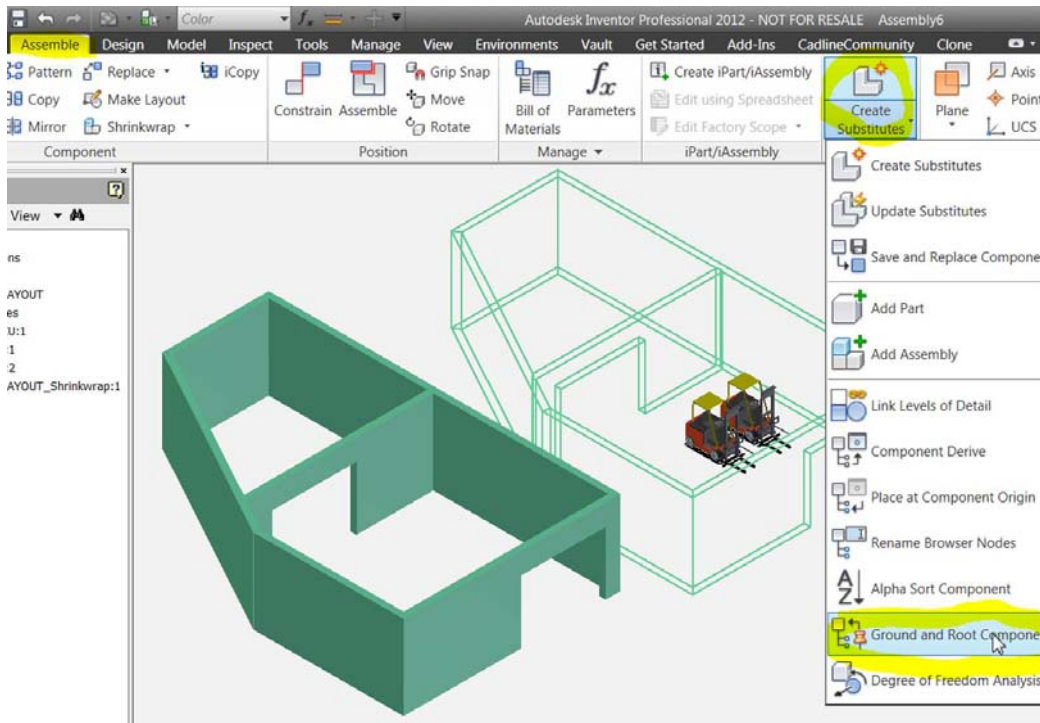 Color
Autodesk Inventor Professional 2012 - NOT FOR RESALE Assembly6
Assemble Design Model Inspect Tools Manage View Environments Vault Get Started Add-Ins CadlineCommunity Clone
Pattern Replace iCopy Grip Snap Create iPart/iAssembly Axis
Copy Make Layout Constrain Assemble Move Bill of Materials Parameters Edit using Spreadsheet Create Substitutes Plane Point
Mirror Shrinkwrap Rotate Edit Factory Scope UCS
Component Position Manage iPart/iAssembly
View
ns
AYOUT
es
U:1
:1
:2
AYOUT_Shrinkwrap:1
Create Substitutes
Update Substitutes
Save and Replace Compone
Add Part
Add Assembly
Link Levels of Detail
Component Derive
Place at Component Origin
Rename Browser Nodes
Alpha Sort Component
Ground and Root Compone
Degree of Freedom Analysis